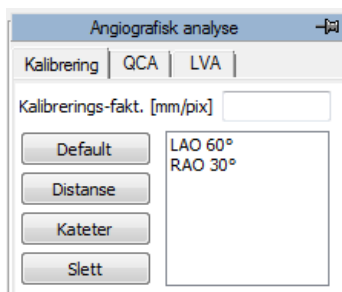 Angiografisk analyse
Kalibrering QCA LVA
Kalibrerings-fakt. [mm/pix]
Default
LAO 60°
RAO 30°
Distanse
Kateter
Slett